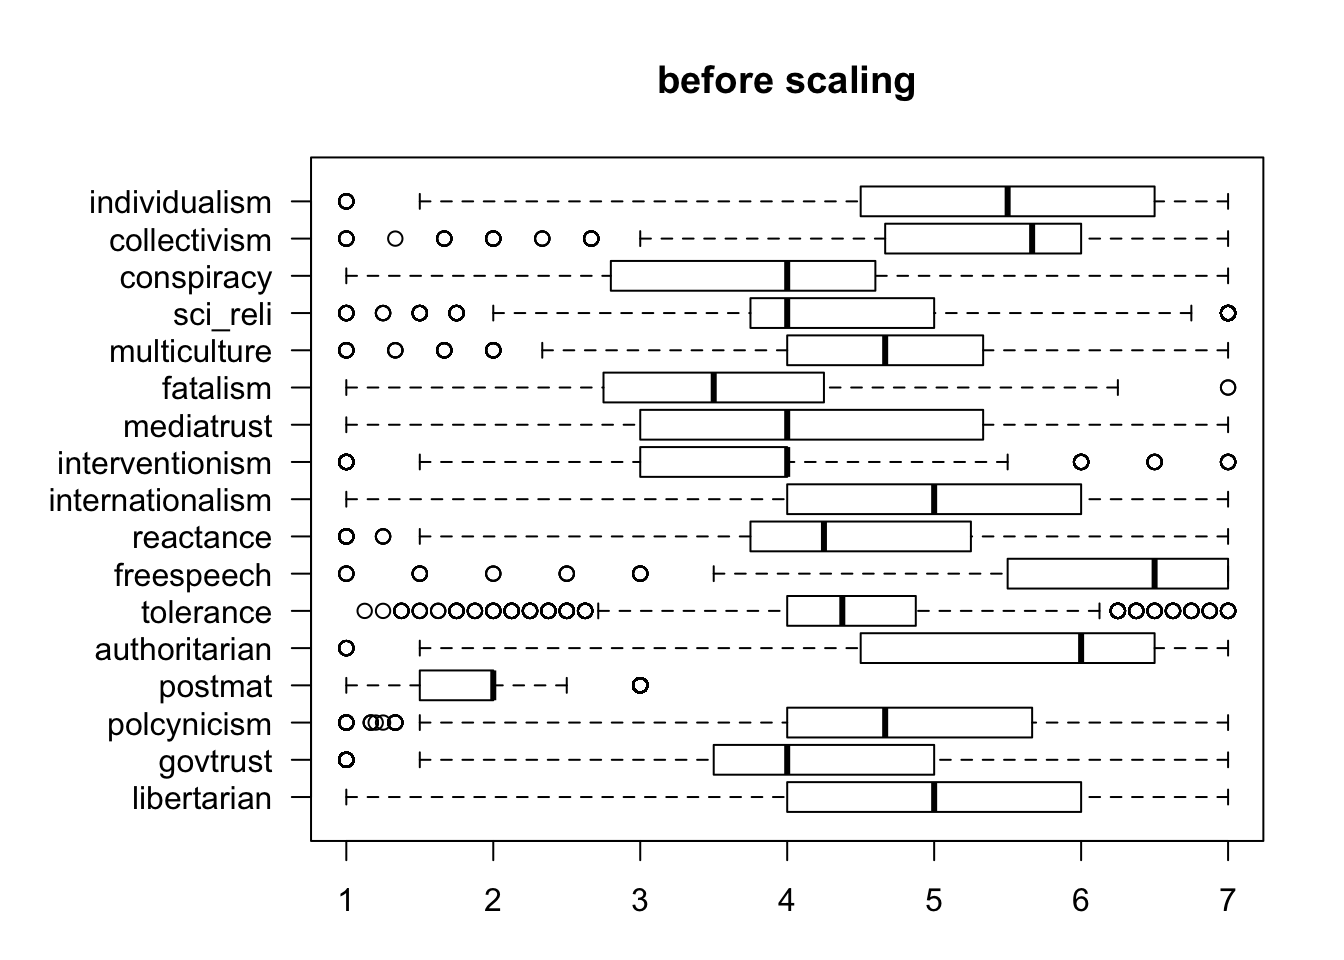 before scaling
individualism
collectivism
conspiracy
sci_reli
multiculture
fatalism
mediatrust
interventionism
internationalism
reactance
freespeech
tolerance
authoritarian
postmat
polcynicism
govtrust
libertarian
1 2 3 4 5 6 7